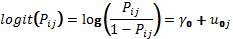 logit(P_ij) = log(P_ij / (1 − P_ij)) = γ_0 + u_0j